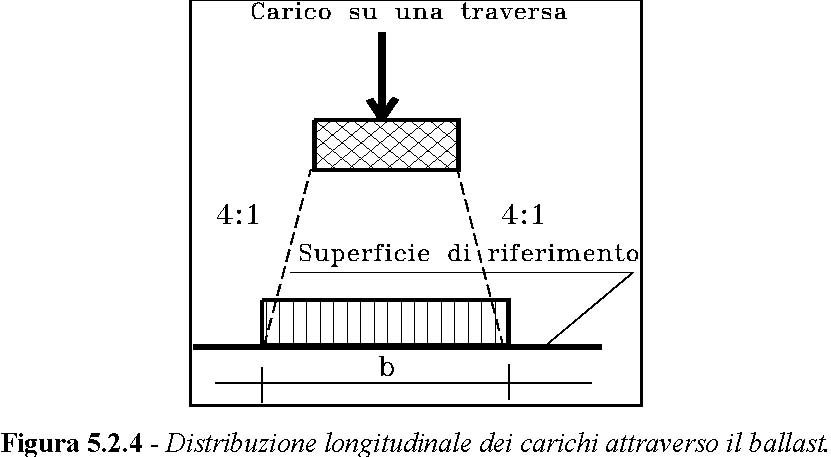 Carico su una traversa
4:1 4:1
Superficie di riferimento
b
Figura 5.2.4 - Distribuzione longitudinale dei carichi attraverso il ballast.